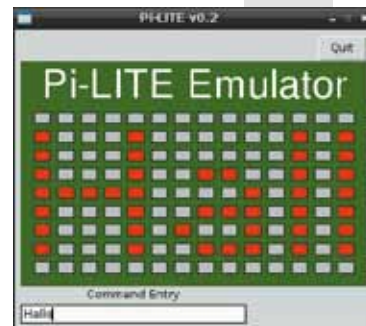 Pi-LITE v0.2
Quit
Pi-LITE Emulator
Command Entry
Hallo